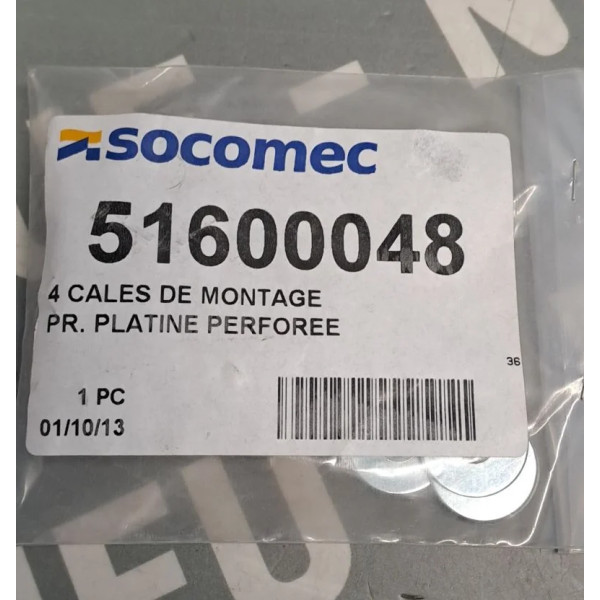 socomec
51600048
4 CALES DE MONTAGE
PR. PLATINE PERFOREE
36
1 PC
01/10/13